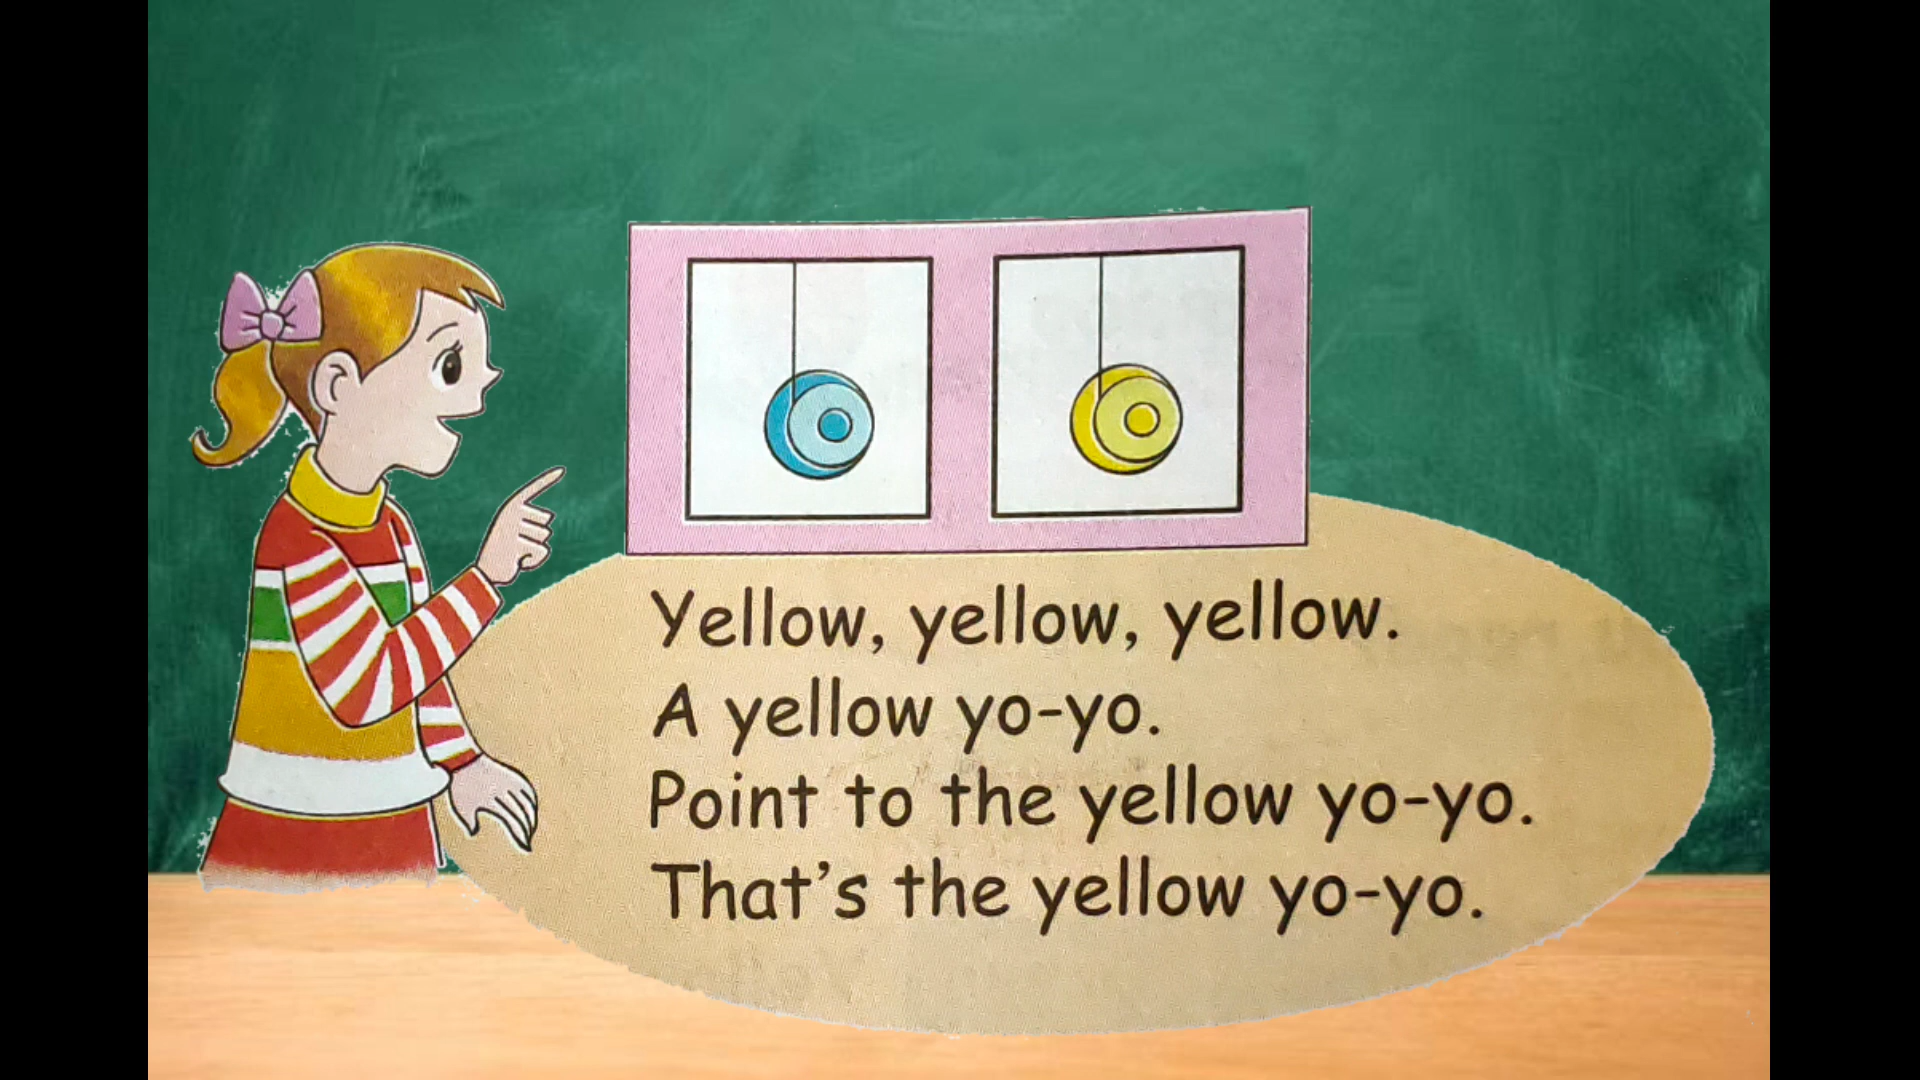 Yellow, yellow, yellow.
A yellow yo-yo.
Point to the yellow yo-yo.
That's the yellow yo-yo.